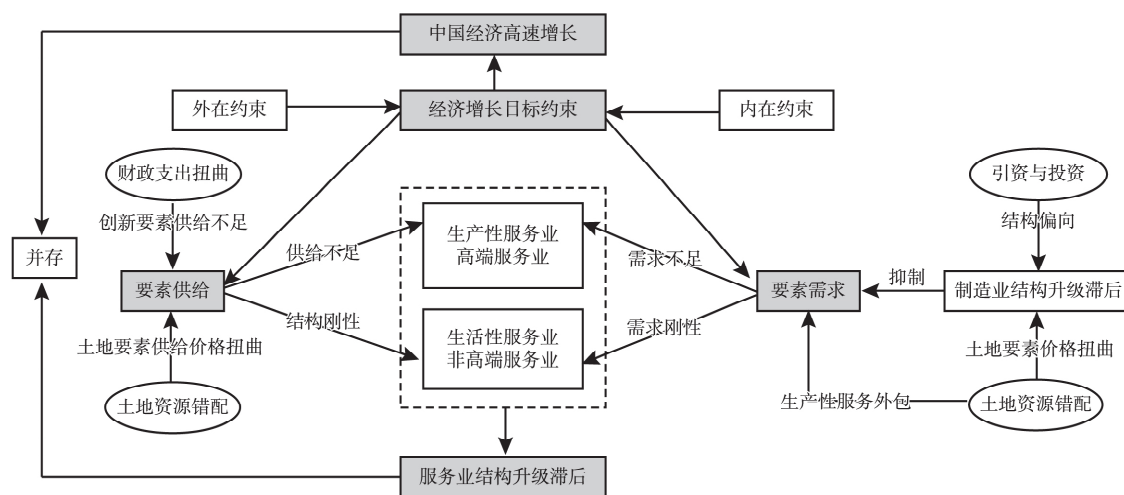 中国经济高速增长
外在约束
经济增长目标约束
内在约束
财政支出扭曲
引资与投资
创新要素供给不足
结构偏向
并存
供给不足
生产性服务业
高端服务业
需求不足
要素供给
要素需求
抑制
制造业结构升级滞后
结构刚性
生活性服务业
非高端服务业
需求刚性
土地要素供给价格扭曲
土地要素价格扭曲
土地资源错配
生产性服务外包
土地资源错配
服务业结构升级滞后